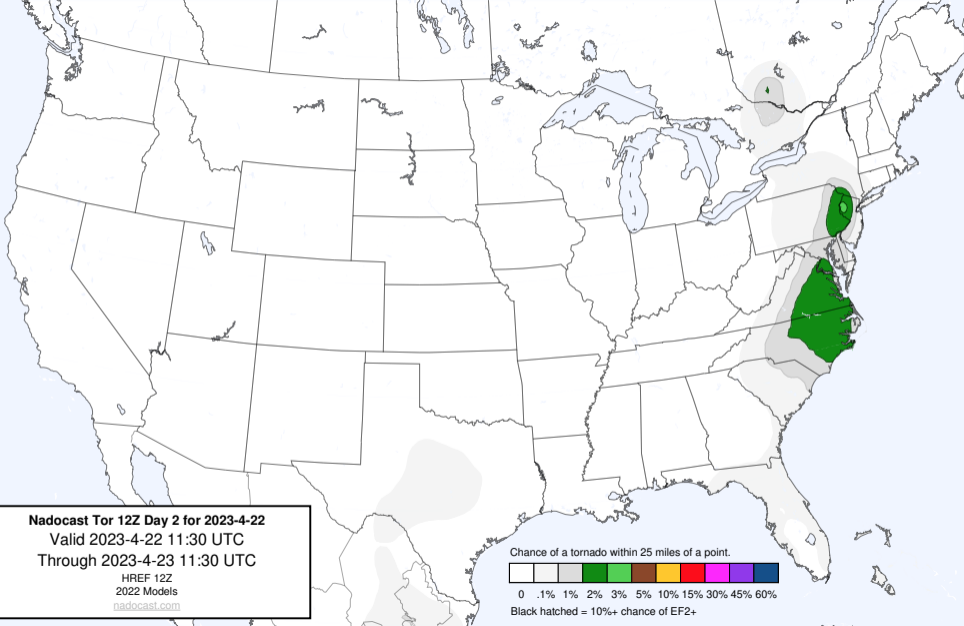 Nadocast Tor 12Z Day 2 for 2023-4-22
Valid 2023-4-22 11:30 UTC
Through 2023-4-23 11:30 UTC
HREF 12Z
2022 Models
nadocast.com
Chance of a tornado within 25 miles of a point.
0 .1% 1% 2% 3% 5% 10% 15% 30% 45% 60%
Black hatched = 10%+ chance of EF2+